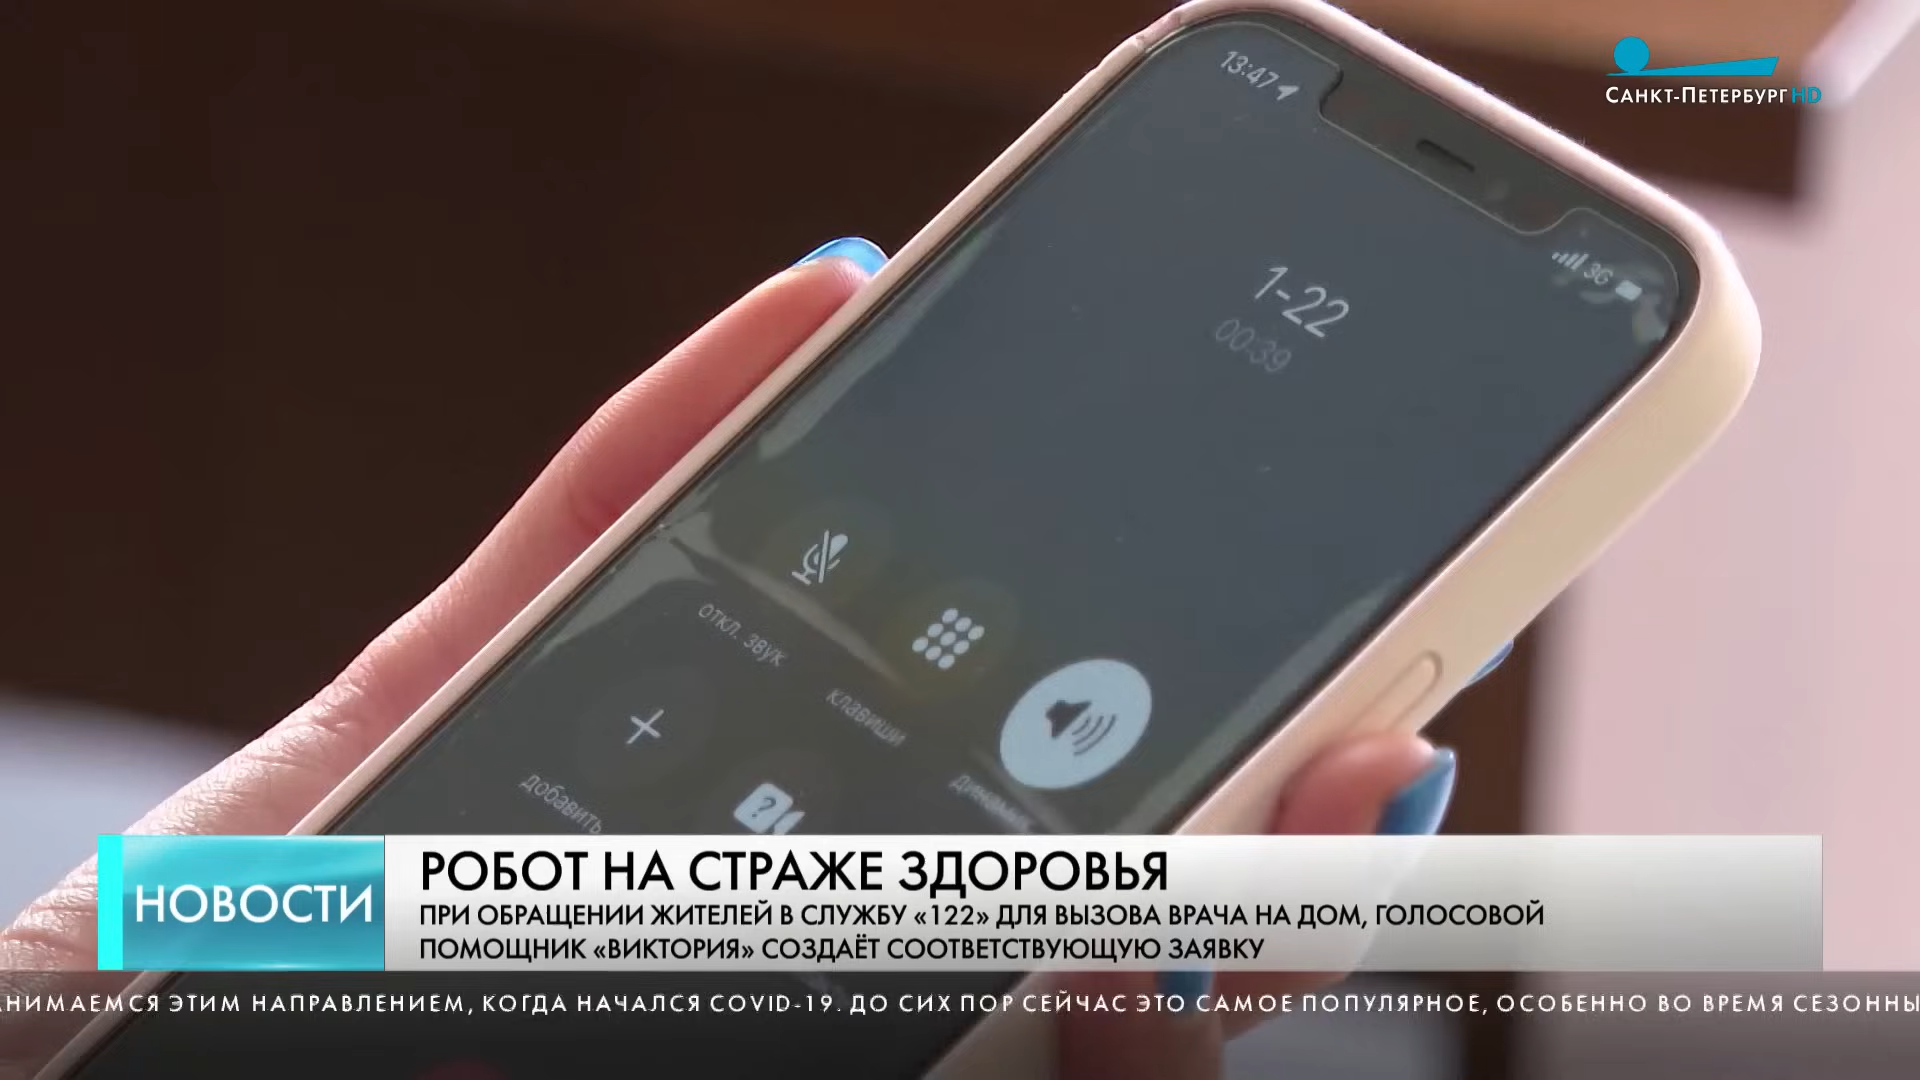 13:47
САНКТ-ПЕТЕРБУРГ HD
3G
1-22
00:39
откл. звук
клавиши
динамик
добавить
?
НОВОСТИ
РОБОТ НА СТРАЖЕ ЗДОРОВЬЯ
ПРИ ОБРАЩЕНИИ ЖИТЕЛЕЙ В СЛУЖБУ «122» ДЛЯ ВЫЗОВА ВРАЧА НА ДОМ, ГОЛОСОВОЙ
ПОМОЩНИК «ВИКТОРИЯ» СОЗДАЁТ СООТВЕТСТВУЮЩУЮ ЗАЯВКУ
АНИМАЕМСЯ ЭТИМ НАПРАВЛЕНИЕМ, КОГДА НАЧАЛСЯ COVID-19. ДО СИХ ПОР СЕЙЧАС ЭТО САМОЕ ПОПУЛЯРНОЕ, ОСОБЕННО ВО ВРЕМЯ СЕЗОННЫ